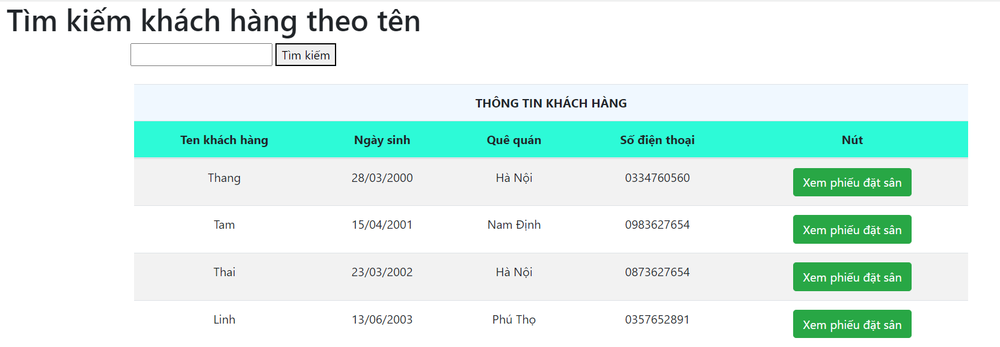 Tìm kiếm khách hàng theo tên
Tìm kiếm
THÔNG TIN KHÁCH HÀNG
Ten khách hàng Ngày sinh Quê quán Số điện thoại Nút
Thang 28/03/2000 Hà Nội 0334760560 Xem phiếu đặt sân
Tam 15/04/2001 Nam Định 0983627654 Xem phiếu đặt sân
Thai 23/03/2002 Hà Nội 0873627654 Xem phiếu đặt sân
Linh 13/06/2003 Phú Thọ 0357652891 Xem phiếu đặt sân